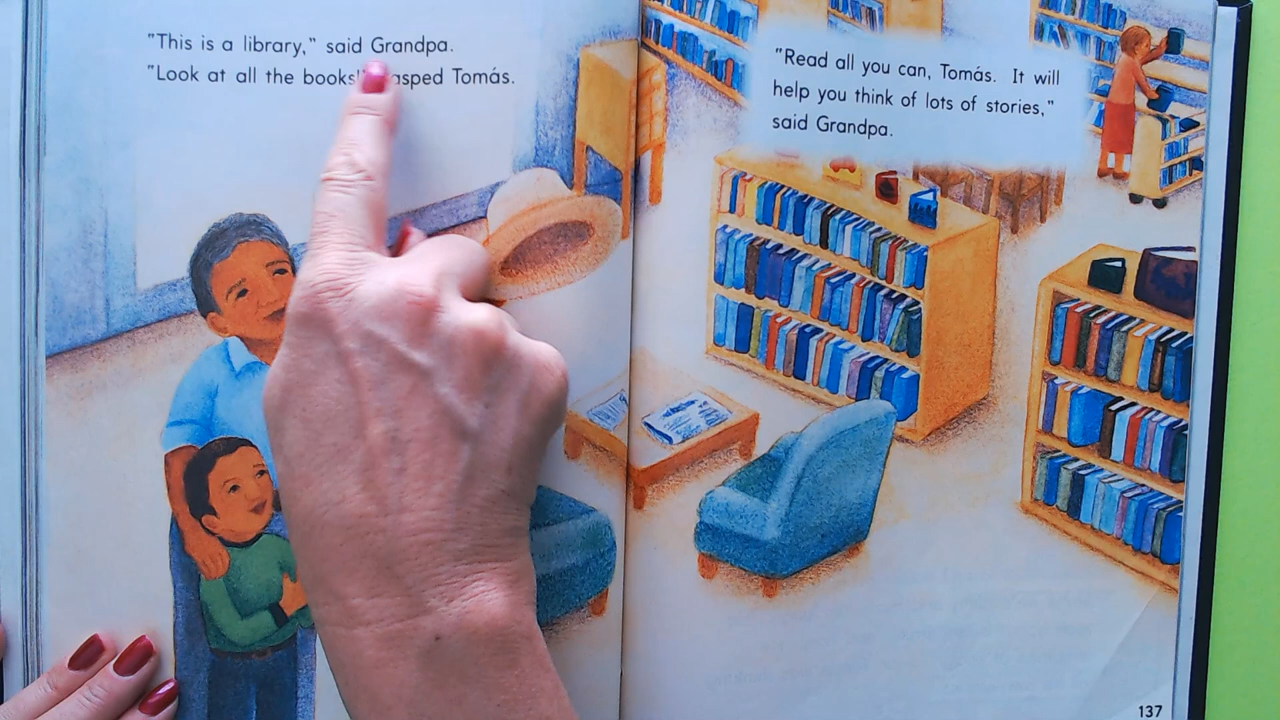 "This is a library," said Grandpa.
"Look at all the books Tomás.
"Read all you can, Tomás. It will
help you think of lots of stories,"
said Grandpa.
137